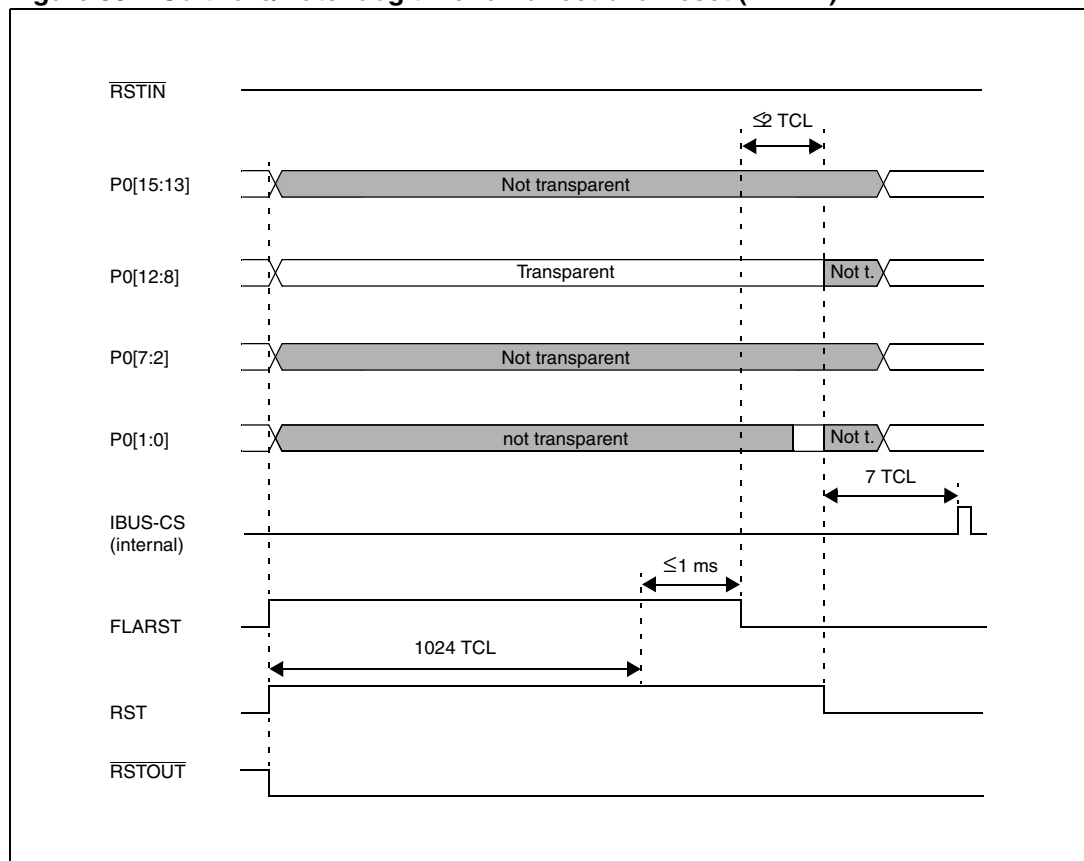 RSTIN
≤2 TCL
P0[15:13]
Not transparent
P0[12:8]
Transparent
Not t.
P0[7:2]
Not transparent
P0[1:0]
not transparent
Not t.
7 TCL
IBUS-CS
(internal)
≤1 ms
FLARST
1024 TCL
RST
RSTOUT